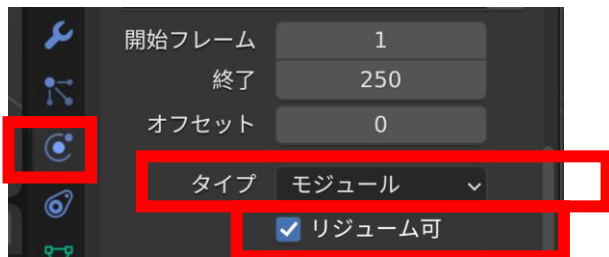 開始フレーム 1
終了 250
オフセット 0
タイプ モジュール
リジューム可